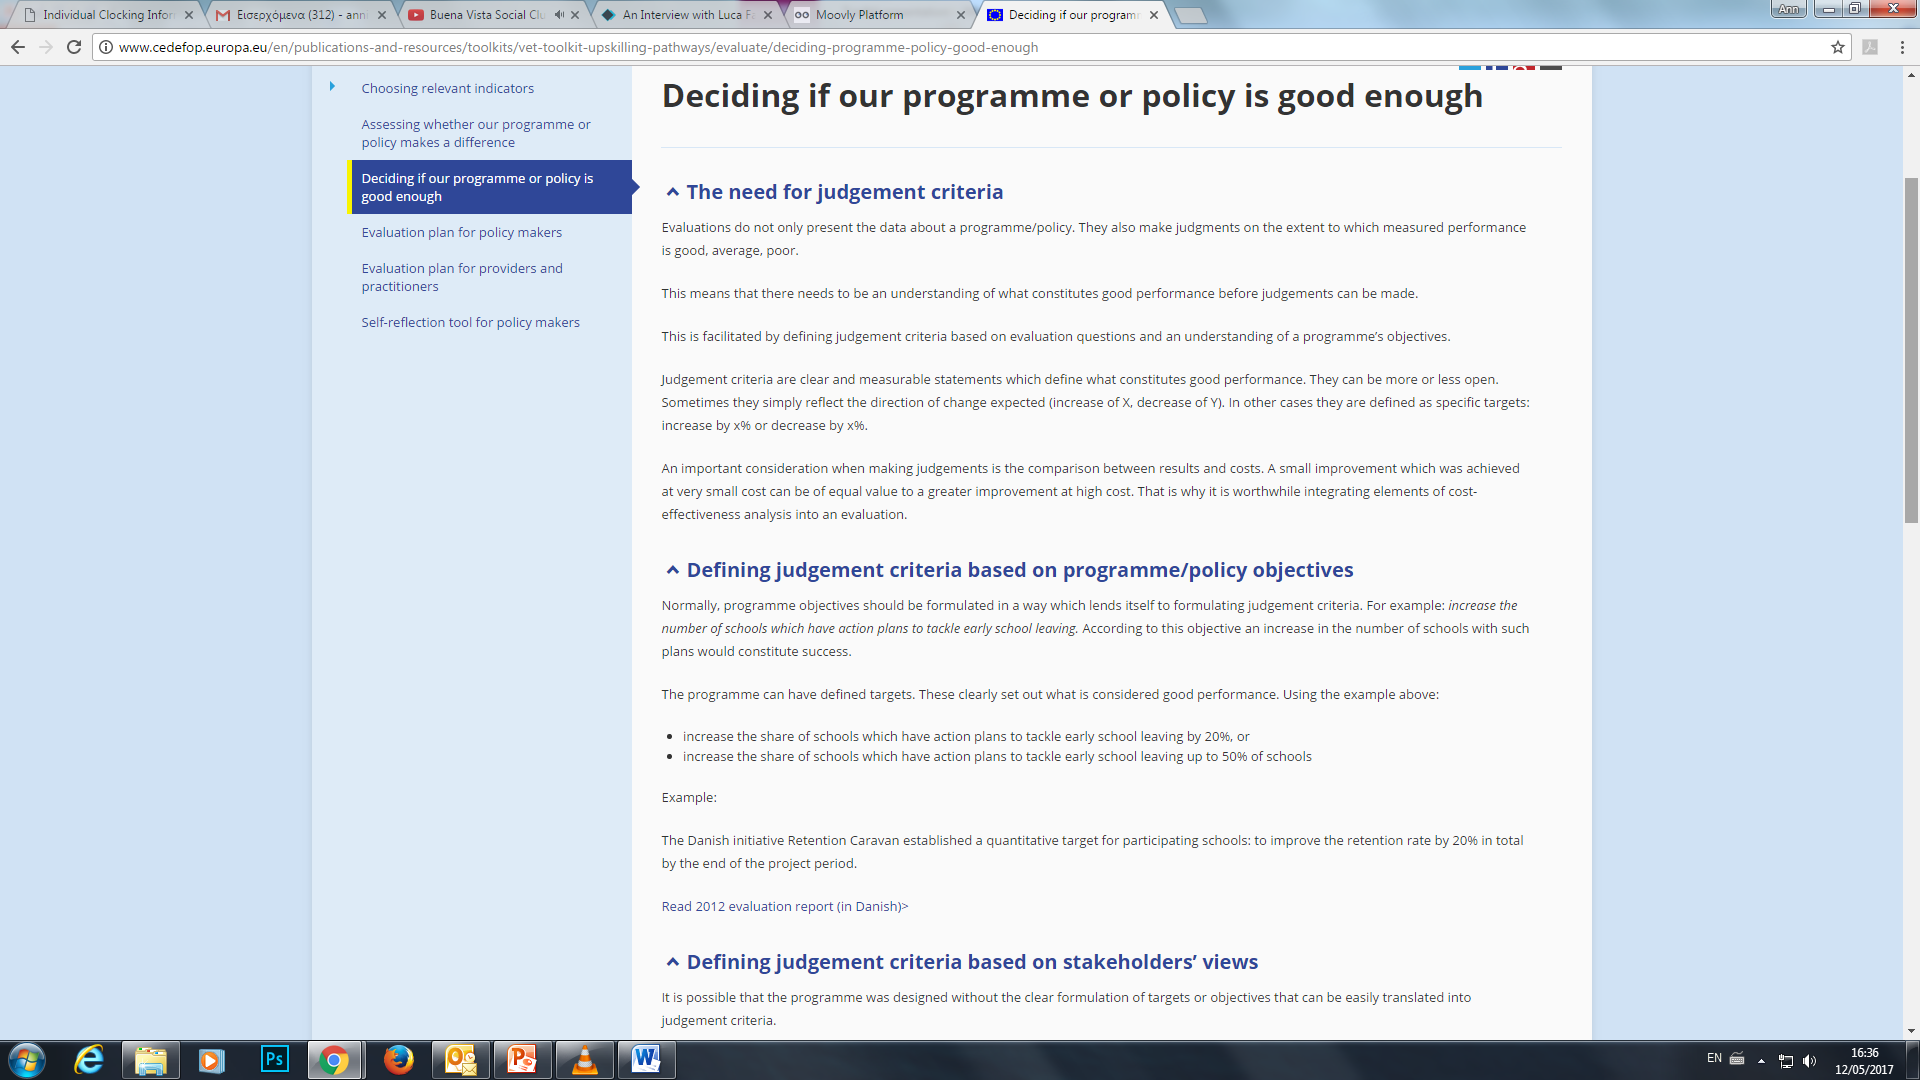 Individual Clocking Infor
Εισερχόμενα (312) - ann
Buena Vista Social Clu
An Interview with Luca F
Moovly Platform
Deciding if our program
Ann
www.cedefop.europa.eu/en/publications-and-resources/toolkits/vet-toolkit-upskilling-pathways/evaluate/deciding-programme-policy-good-enough
Choosing relevant indicators
Assessing whether our programme or
policy makes a difference
Deciding if our programme or policy is
good enough
Evaluation plan for policy makers
Evaluation plan for providers and
practitioners
Self-reflection tool for policy makers
Deciding if our programme or policy is good enough
The need for judgement criteria
Evaluations do not only present the data about a programme/policy. They also make judgments on the extent to which measured performance
is good, average, poor.
This means that there needs to be an understanding of what constitutes good performance before judgements can be made.
This is facilitated by defining judgement criteria based on evaluation questions and an understanding of a programme’s objectives.
Judgement criteria are clear and measurable statements which define what constitutes good performance. They can be more or less open.
Sometimes they simply reflect the direction of change expected (increase of X, decrease of Y). In other cases they are defined as specific targets:
increase by x% or decrease by x%.
An important consideration when making judgements is the comparison between results and costs. A small improvement which was achieved
at very small cost can be of equal value to a greater improvement at high cost. That is why it is worthwhile integrating elements of cost-
effectiveness analysis into an evaluation.
Defining judgement criteria based on programme/policy objectives
Normally, programme objectives should be formulated in a way which lends itself to formulating judgement criteria. For example: increase the
number of schools which have action plans to tackle early school leaving. According to this objective an increase in the number of schools with such
plans would constitute success.
The programme can have defined targets. These clearly set out what is considered good performance. Using the example above:
increase the share of schools which have action plans to tackle early school leaving by 20%, or
increase the share of schools which have action plans to tackle early school leaving up to 50% of schools
Example:
The Danish initiative Retention Caravan established a quantitative target for participating schools: to improve the retention rate by 20% in total
by the end of the project period.
Read 2012 evaluation report (in Danish)>
Defining judgement criteria based on stakeholders’ views
It is possible that the programme was designed without the clear formulation of targets or objectives that can be easily translated into
judgement criteria.
Ps
EN
16:36
12/05/2017